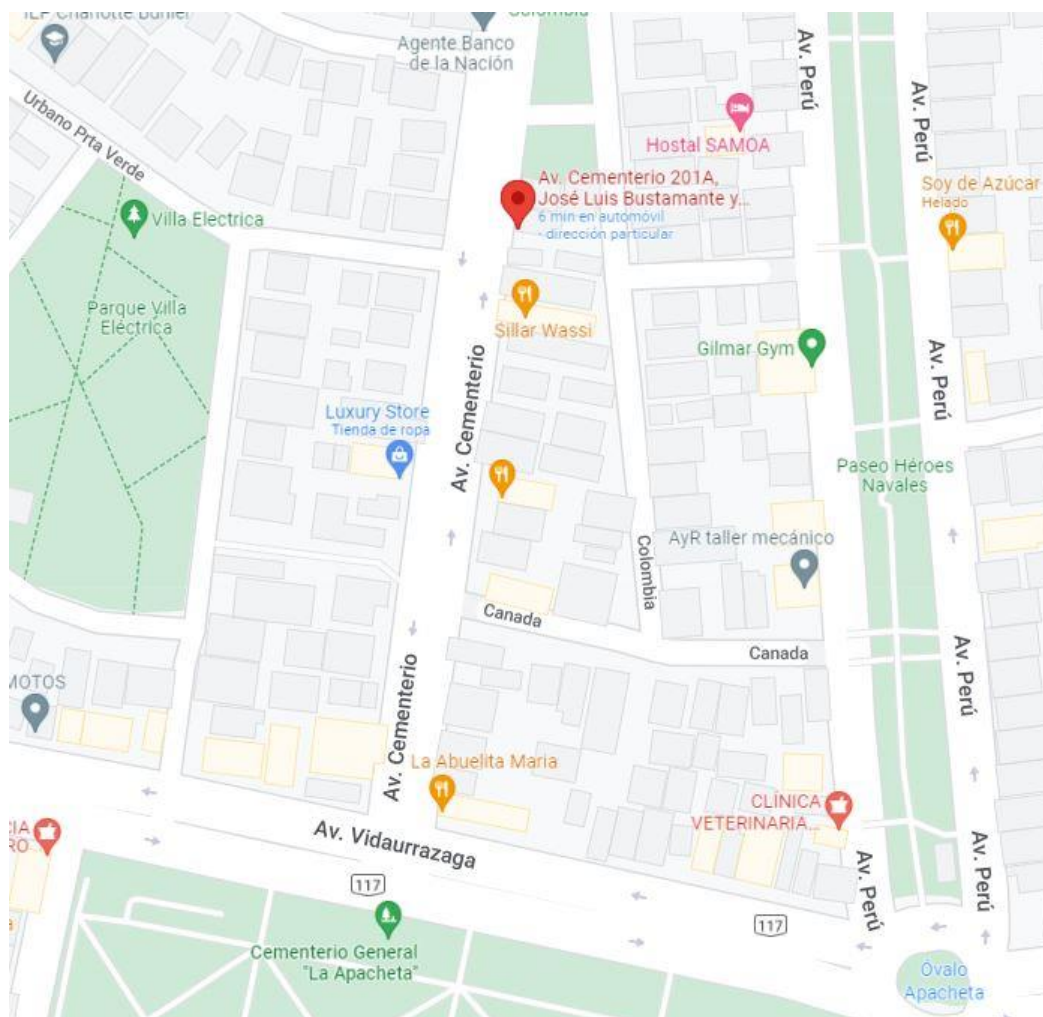 Agente Banco
de la Nación
Av. Perú
Av. Perú
Urbano Prta Verde
Hostal SAMOA
Av. Cementerio 201A,
José Luis Bustamante y...
6 min en automóvil
- dirección particular
Soy de Azúcar
Helado
Villa Electrica
Parque Villa
Eléctrica
Sillar Wassi
Gilmar Gym
Av. Perú
Av. Cementerio
Luxury Store
Tienda de ropa
Paseo Héroes
Navales
AyR taller mecánico
Colombia
Canada
Canada
Av. Perú
MOTOS
Av. Cementerio
La Abuelita Maria
CLÍNICA
VETERINARIA...
Av. Vidaurrazaga
Av. Perú
Av. Perú
117
117
Cementerio General
"La Apacheta"
Óvalo
Apacheta